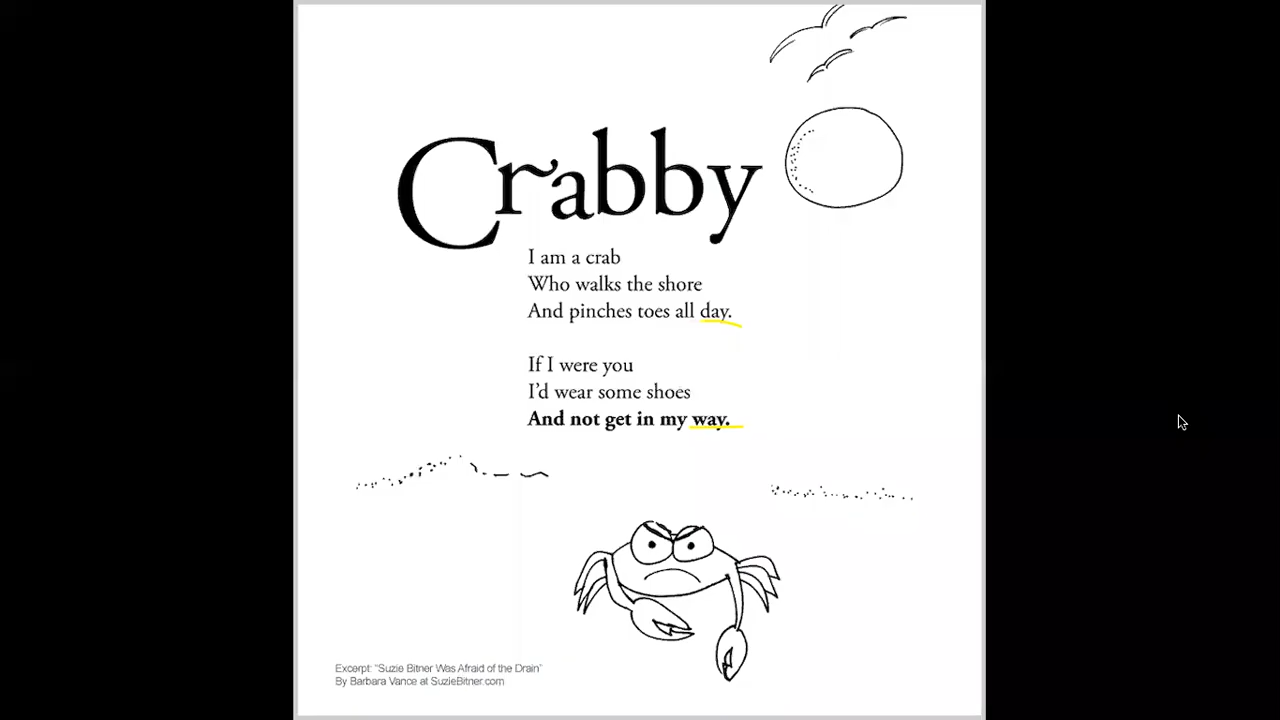 Crabby
I am a crab
Who walks the shore
And pinches toes all day.
If I were you
I'd wear some shoes
And not get in my way.
Excerpt: "Suzie Bitner Was Afraid of the Drain"
By Barbara Vance at SuzieBitner.com